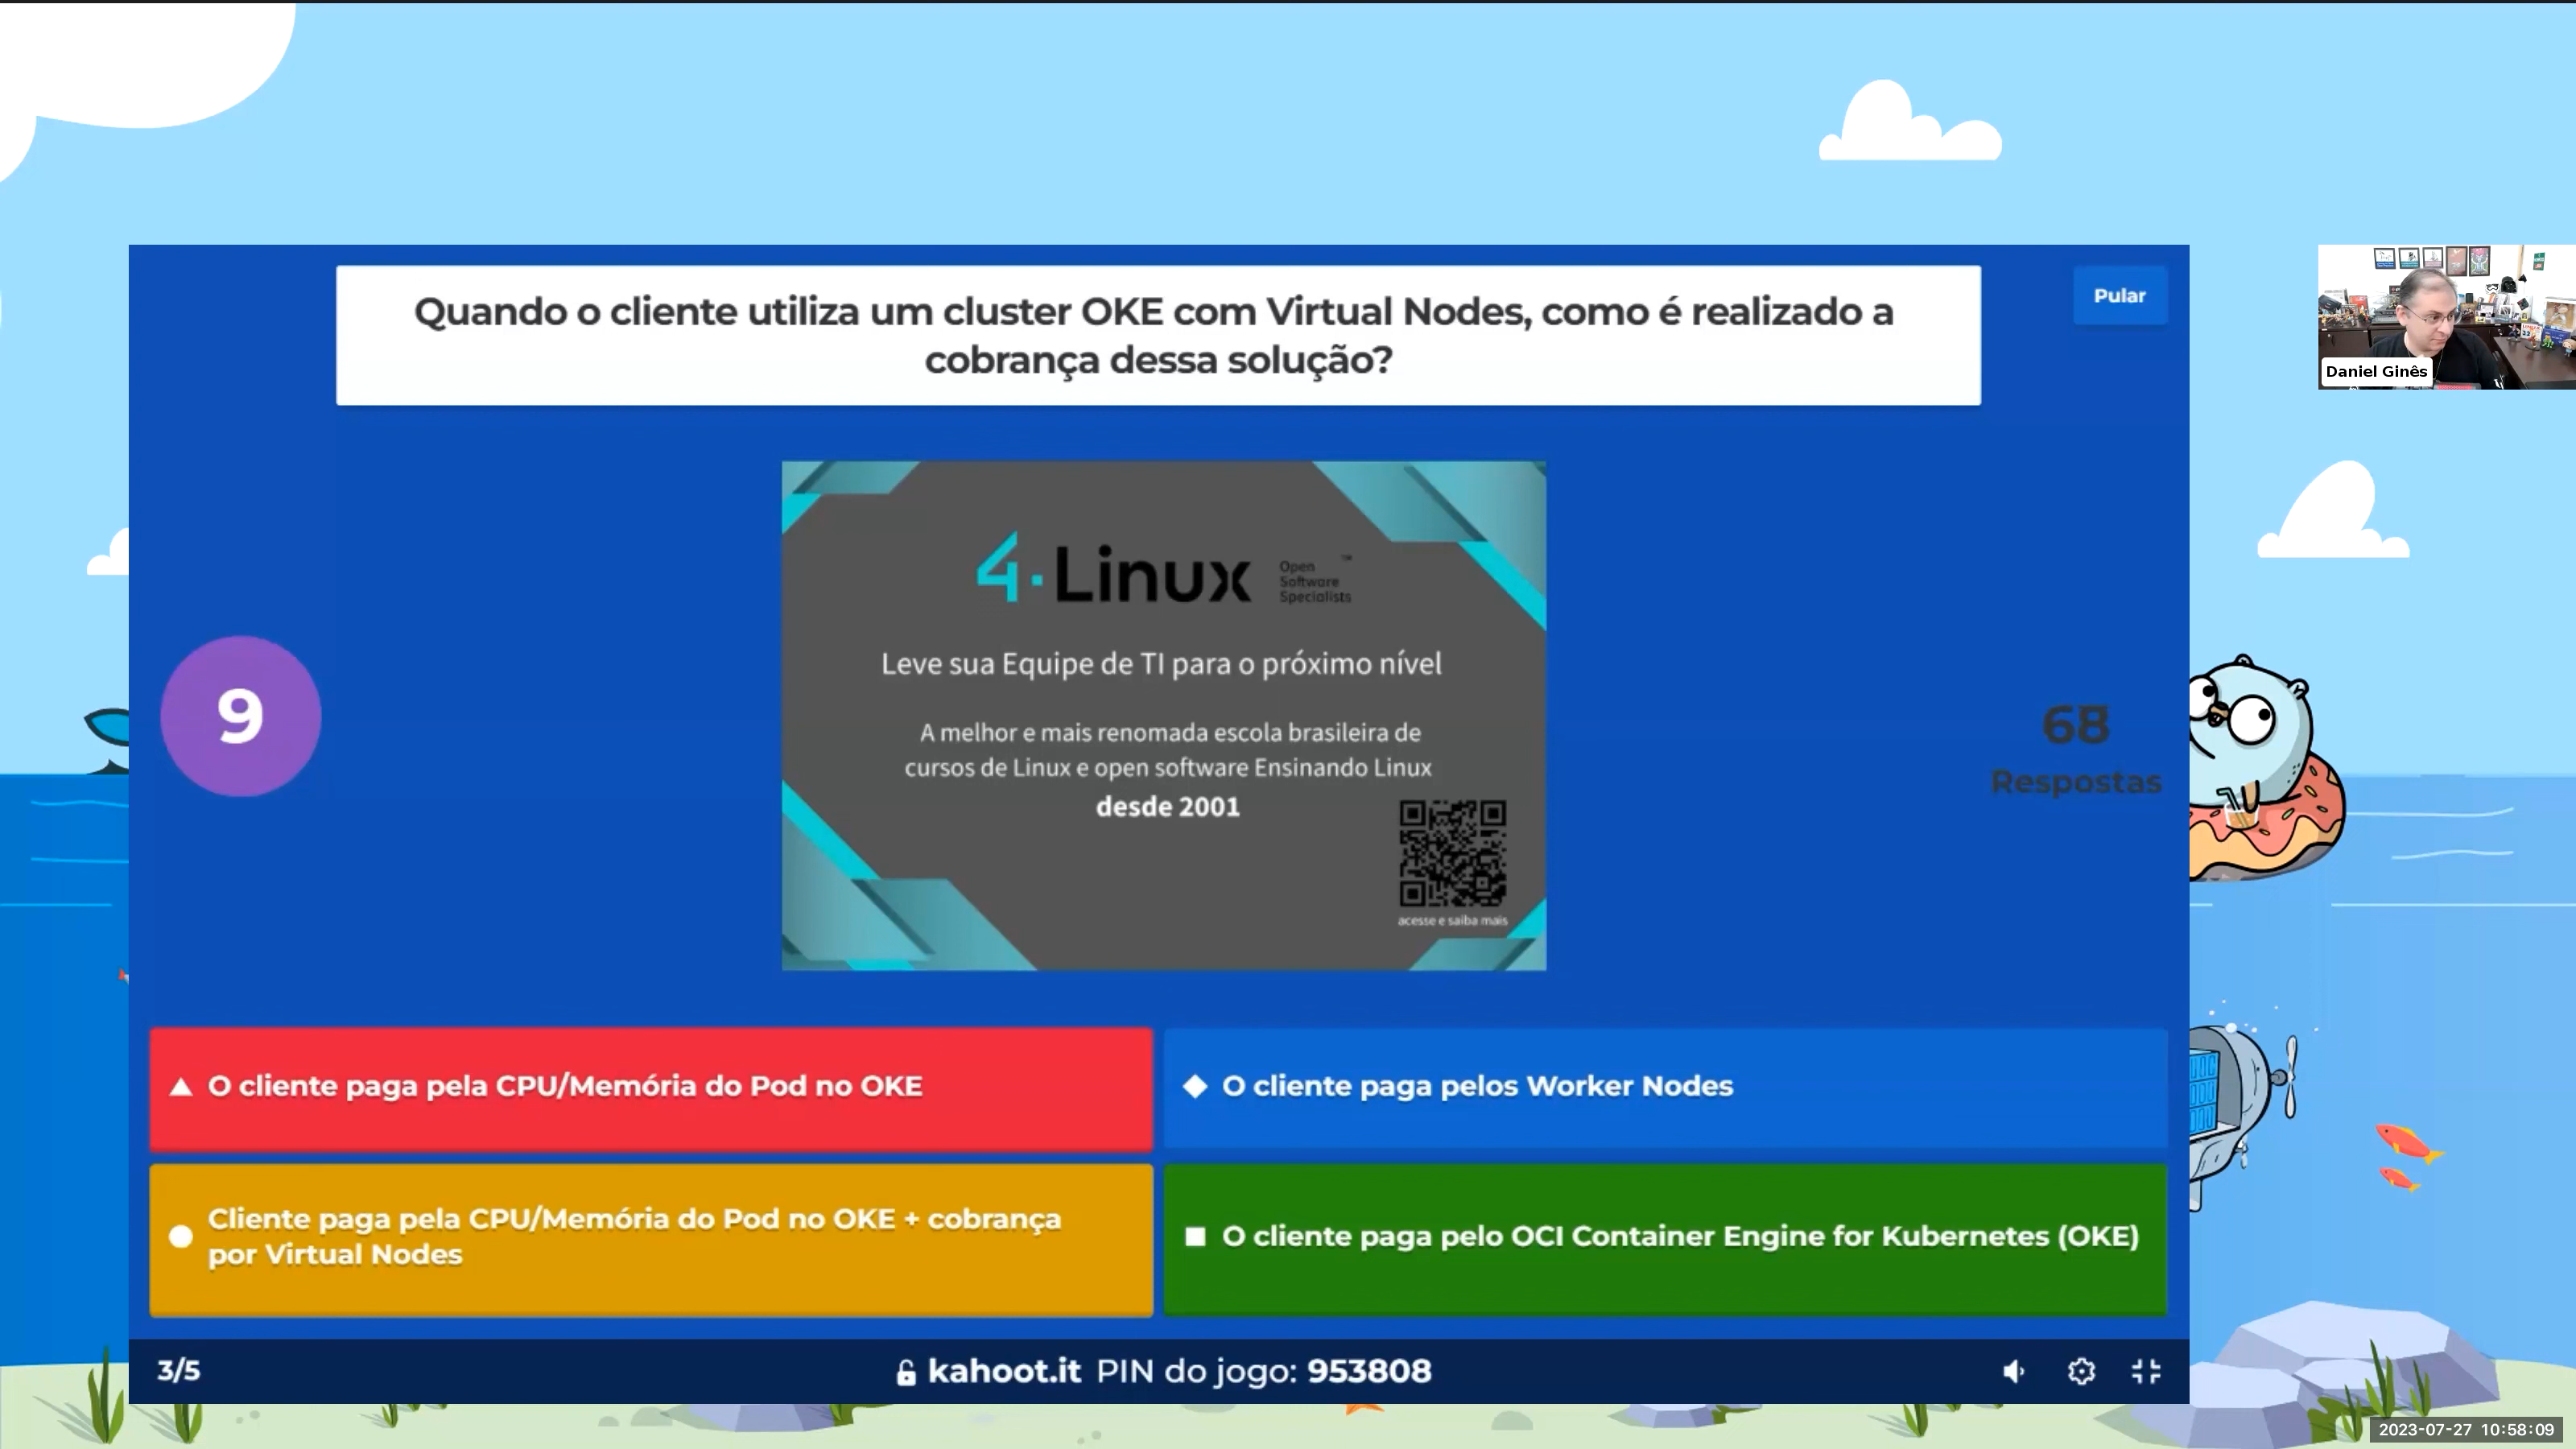 Quando o cliente utiliza um cluster OKE com Virtual Nodes, como é realizado a
cobrança dessa solução?
Pular
Daniel Ginês
4.Linux
Open
Software
Specialists
™
Leve sua Equipe de TI para o próximo nível
A melhor e mais renomada escola brasileira de
cursos de Linux e open software Ensinando Linux
desde 2001
acesse e saiba mais
9
68
Respostas
O cliente paga pela CPU/Memória do Pod no OKE
O cliente paga pelos Worker Nodes
Cliente paga pela CPU/Memória do Pod no OKE + cobrança
por Virtual Nodes
O cliente paga pelo OCI Container Engine for Kubernetes (OKE)
3/5
kahoot.it PIN do jogo: 953808
2023-07-27 10:58:09